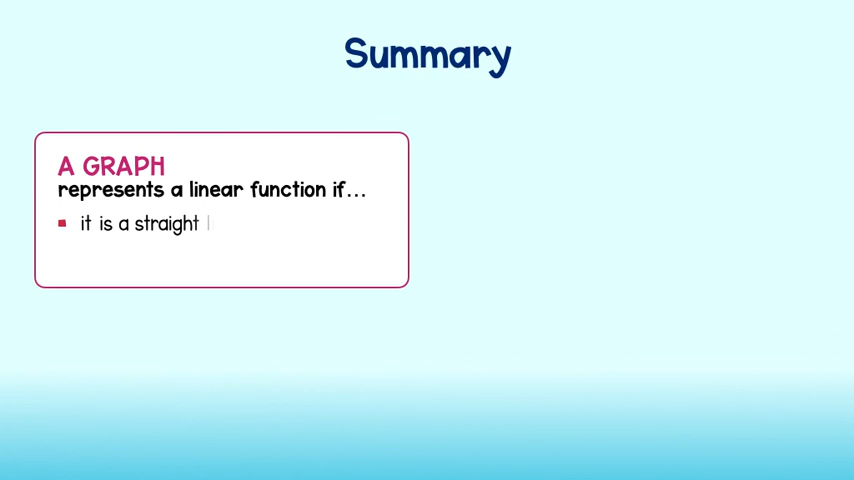 Summary
A GRAPH
represents a linear function if...
it is a straight